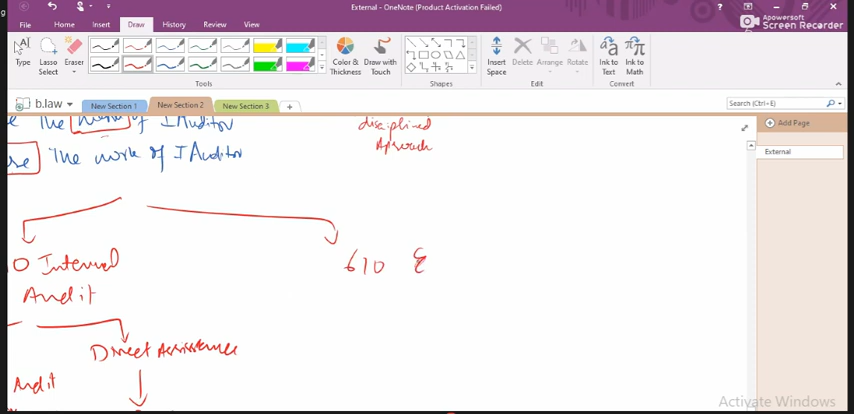 External - OneNote (Product Activation Failed)
File Home Insert Draw History Review View
Apowersoft
Screen Recorder
Type
Lasso
Select
Eraser
Color &
Thickness
Draw with
Touch
Insert
Space
Delete
Arrange
Rotate
Ink to
Text
Ink to
Math
Tools
Shapes
Edit
Convert
b.law New Section 1 New Section 2 New Section 3
Search (Ctrl+E)
Add Page
External
The of I Auditor
disciplined
Aproach
The work of I Auditor
0 Internal
Audit
610
Direct Assistance
Audit
Activate Windows